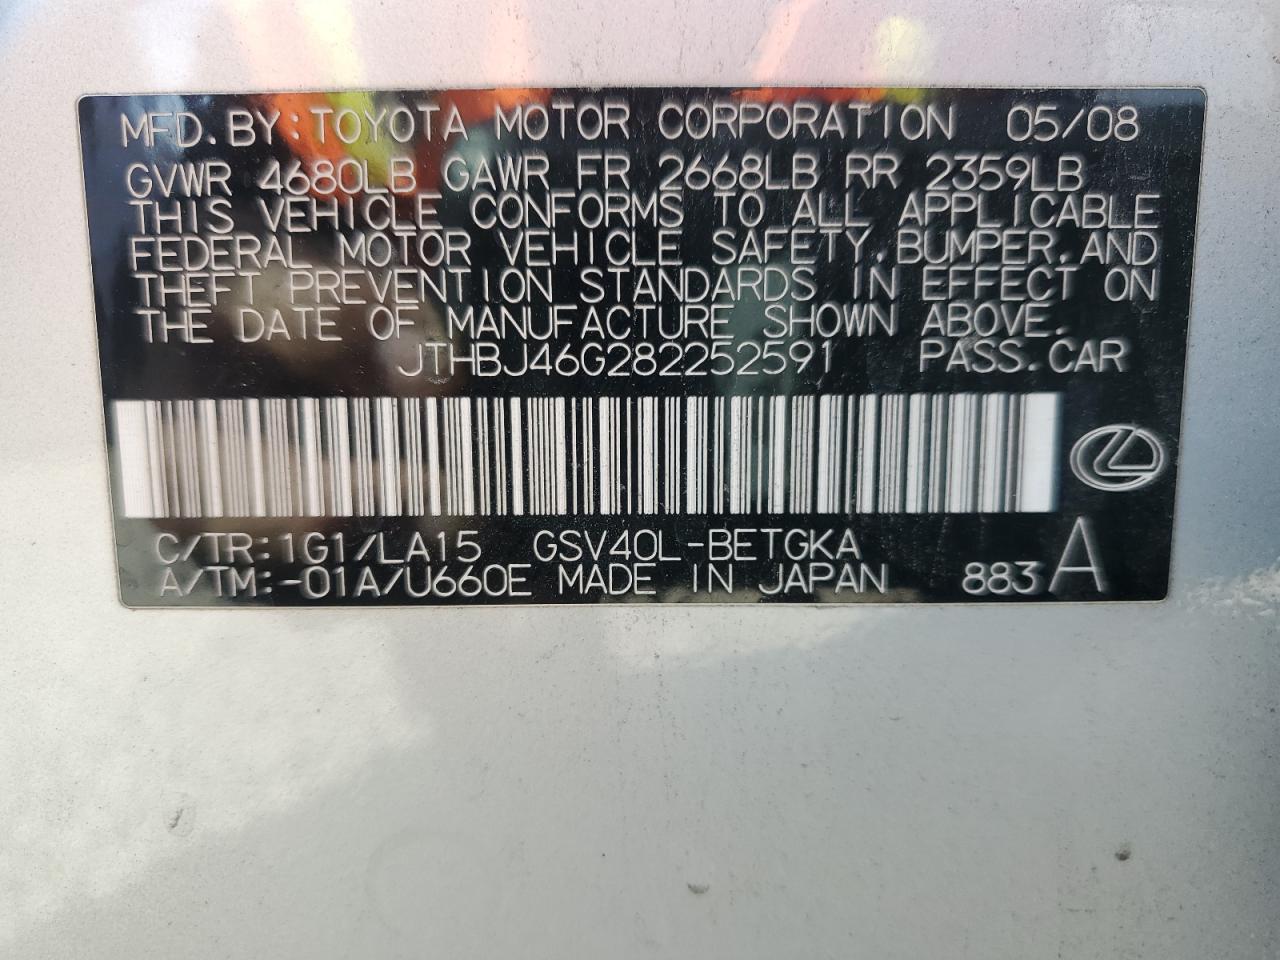 MFD.BY:TOYOTA MOTOR CORPORATION 05/08
GVWR 4680LB GAWR FR 2668LB RR 2359LB
THIS VEHICLE CONFORMS TO ALL APPLICABLE
FEDERAL MOTOR VEHICLE SAFETY,BUMPER,AND
THEFT PREVENTION STANDARDS IN EFFECT ON
THE DATE OF MANUFACTURE SHOWN ABOVE.
JTHBJ46G282252591 PASS.CAR
C/TR:1G1/LA15 GSV40L-BETGKA
A/TM:-01A/U660E MADE IN JAPAN 883 A